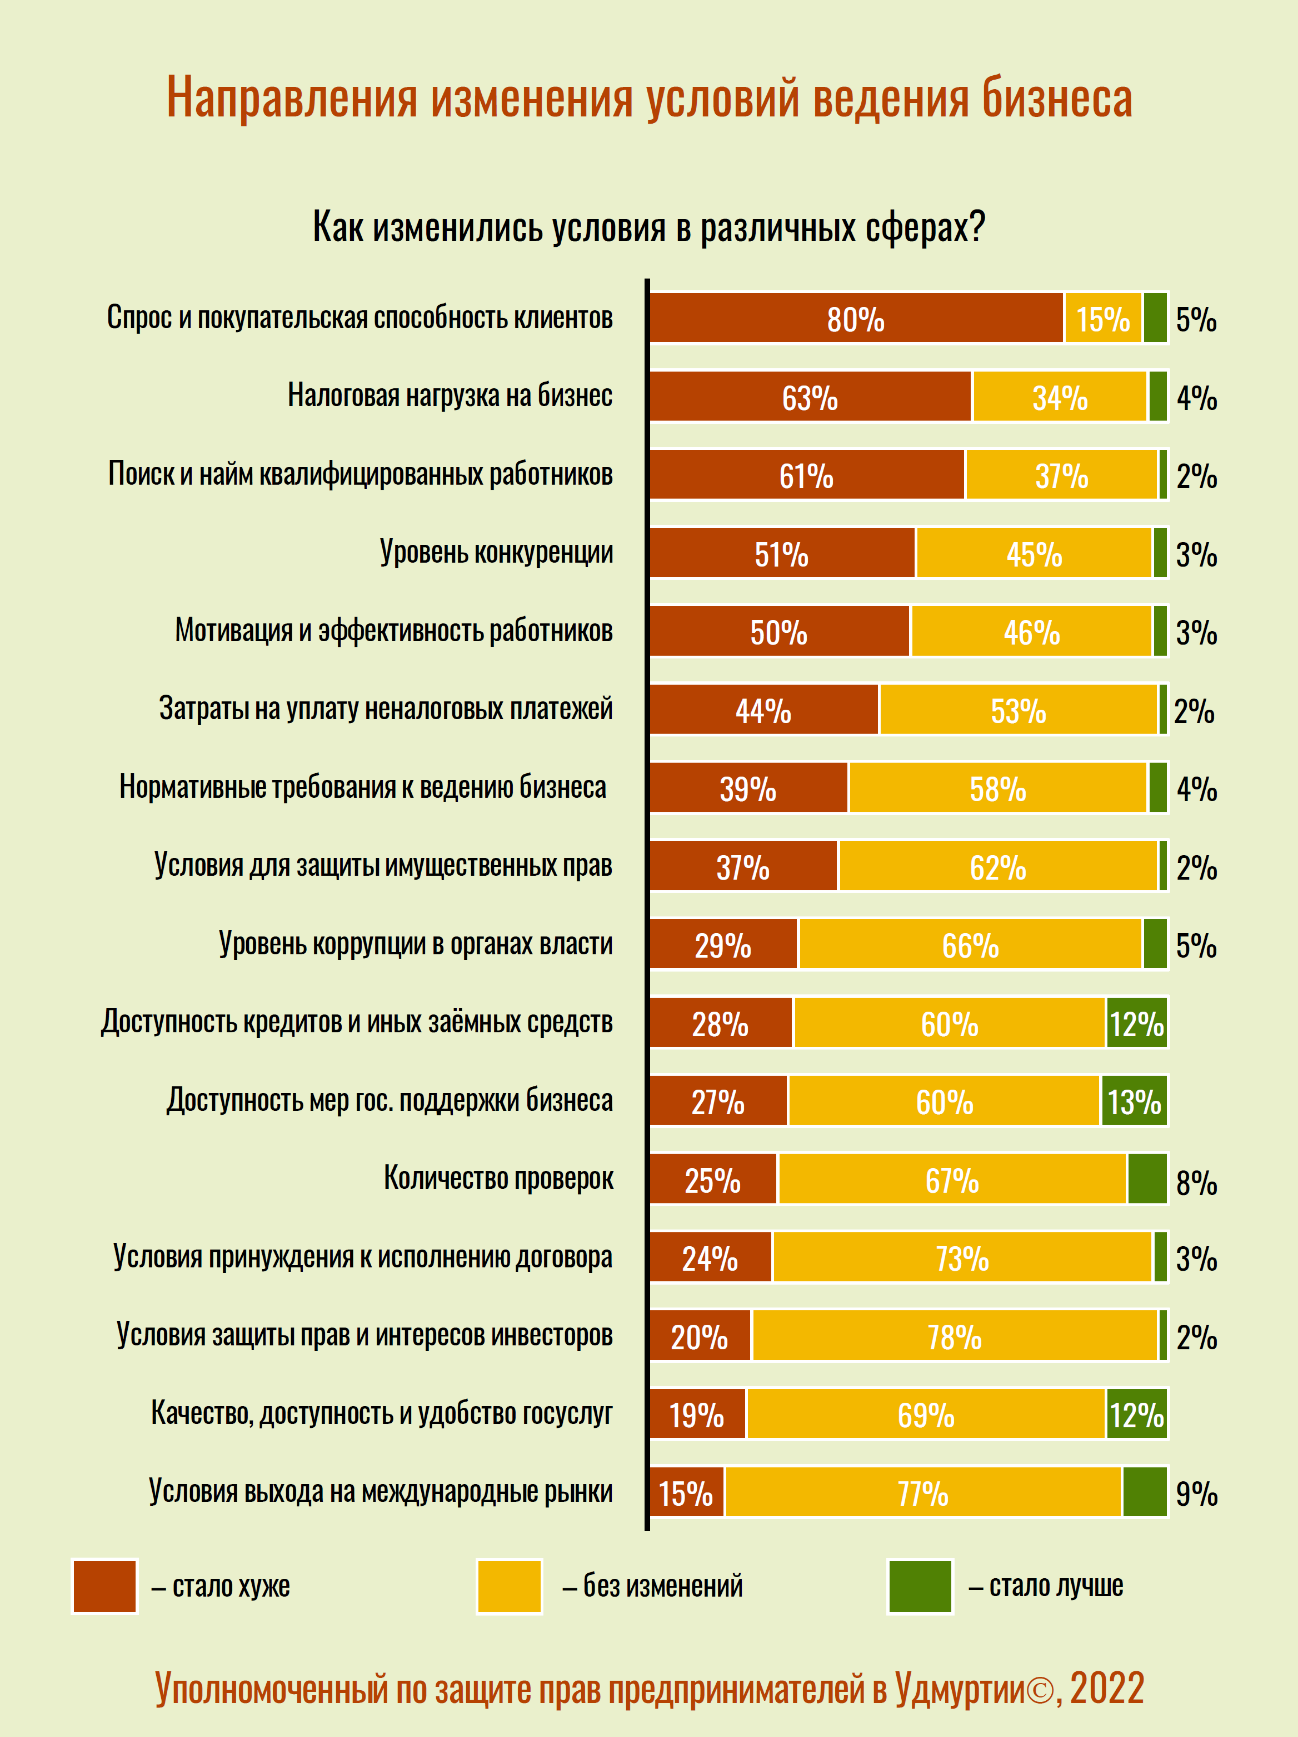 Направления изменения условий ведения бизнеса
Как изменились условия в различных сферах?
Спрос и покупательская способность клиентов 80% 15% 5%
Налоговая нагрузка на бизнес 63% 34% 4%
Поиск и найм квалифицированных работников 61% 37% 2%
Уровень конкуренции 51% 45% 3%
Мотивация и эффективность работников 50% 46% 3%
Затраты на уплату неналоговых платежей 44% 53% 2%
Нормативные требования к ведению бизнеса 39% 58% 4%
Условия для защиты имущественных прав 37% 62% 2%
Уровень коррупции в органах власти 29% 66% 5%
Доступность кредитов и иных заёмных средств 28% 60% 12%
Доступность мер гос. поддержки бизнеса 27% 60% 13%
Количество проверок 25% 67% 8%
Условия принуждения к исполнению договора 24% 73% 3%
Условия защиты прав и интересов инвесторов 20% 78% 2%
Качество, доступность и удобство госуслуг 19% 69% 12%
Условия выхода на международные рынки 15% 77% 9%
– стало хуже – без изменений – стало лучше
Уполномоченный по защите прав предпринимателей в Удмуртии©, 2022